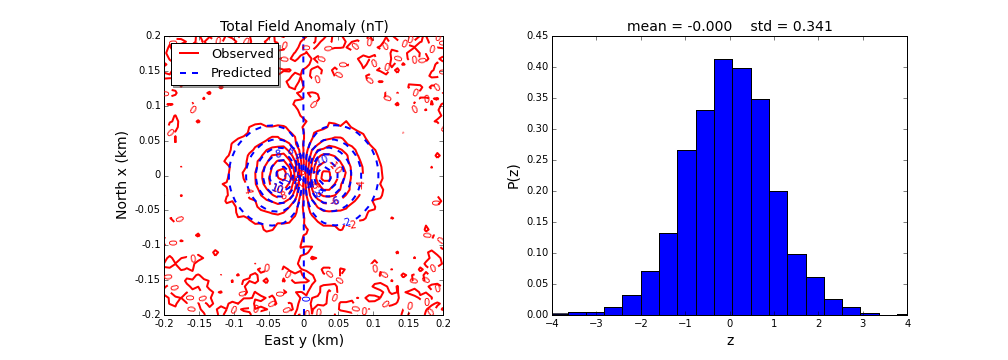 Total Field Anomaly (nT)
Observed
Predicted
0.2
0.15
0.1
0.05
0
-0.05
-0.1
-0.15
-0.2
-0.2 -0.15 -0.1 -0.05 0 0.05 0.1 0.15 0.2
North x (km)
East y (km)
mean = -0.000 std = 0.341
0.45
0.40
0.35
0.30
0.25
0.20
0.15
0.10
0.05
0.00
−4 −3 −2 −1 0 1 2 3 4
P(z)
z